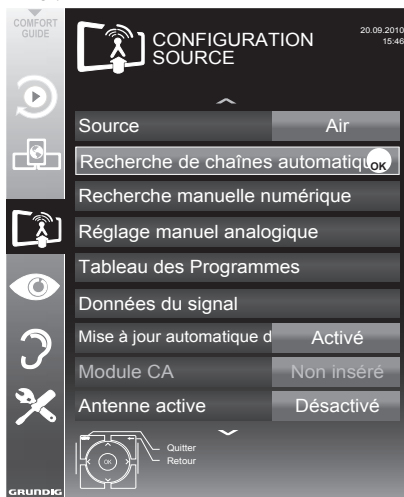 COMFORT
GUIDE
CONFIGURATION
SOURCE
20.09.2010
15:46
Source Air
Recherche de chaînes automatiqu OK
Recherche manuelle numérique
Réglage manuel analogique
Tableau des Programmes
Données du signal
Mise à jour automatique d Activé
Module CA Non inséré
Antenne active Désactivé
OK
Quitter
Retour
GRUNDIG